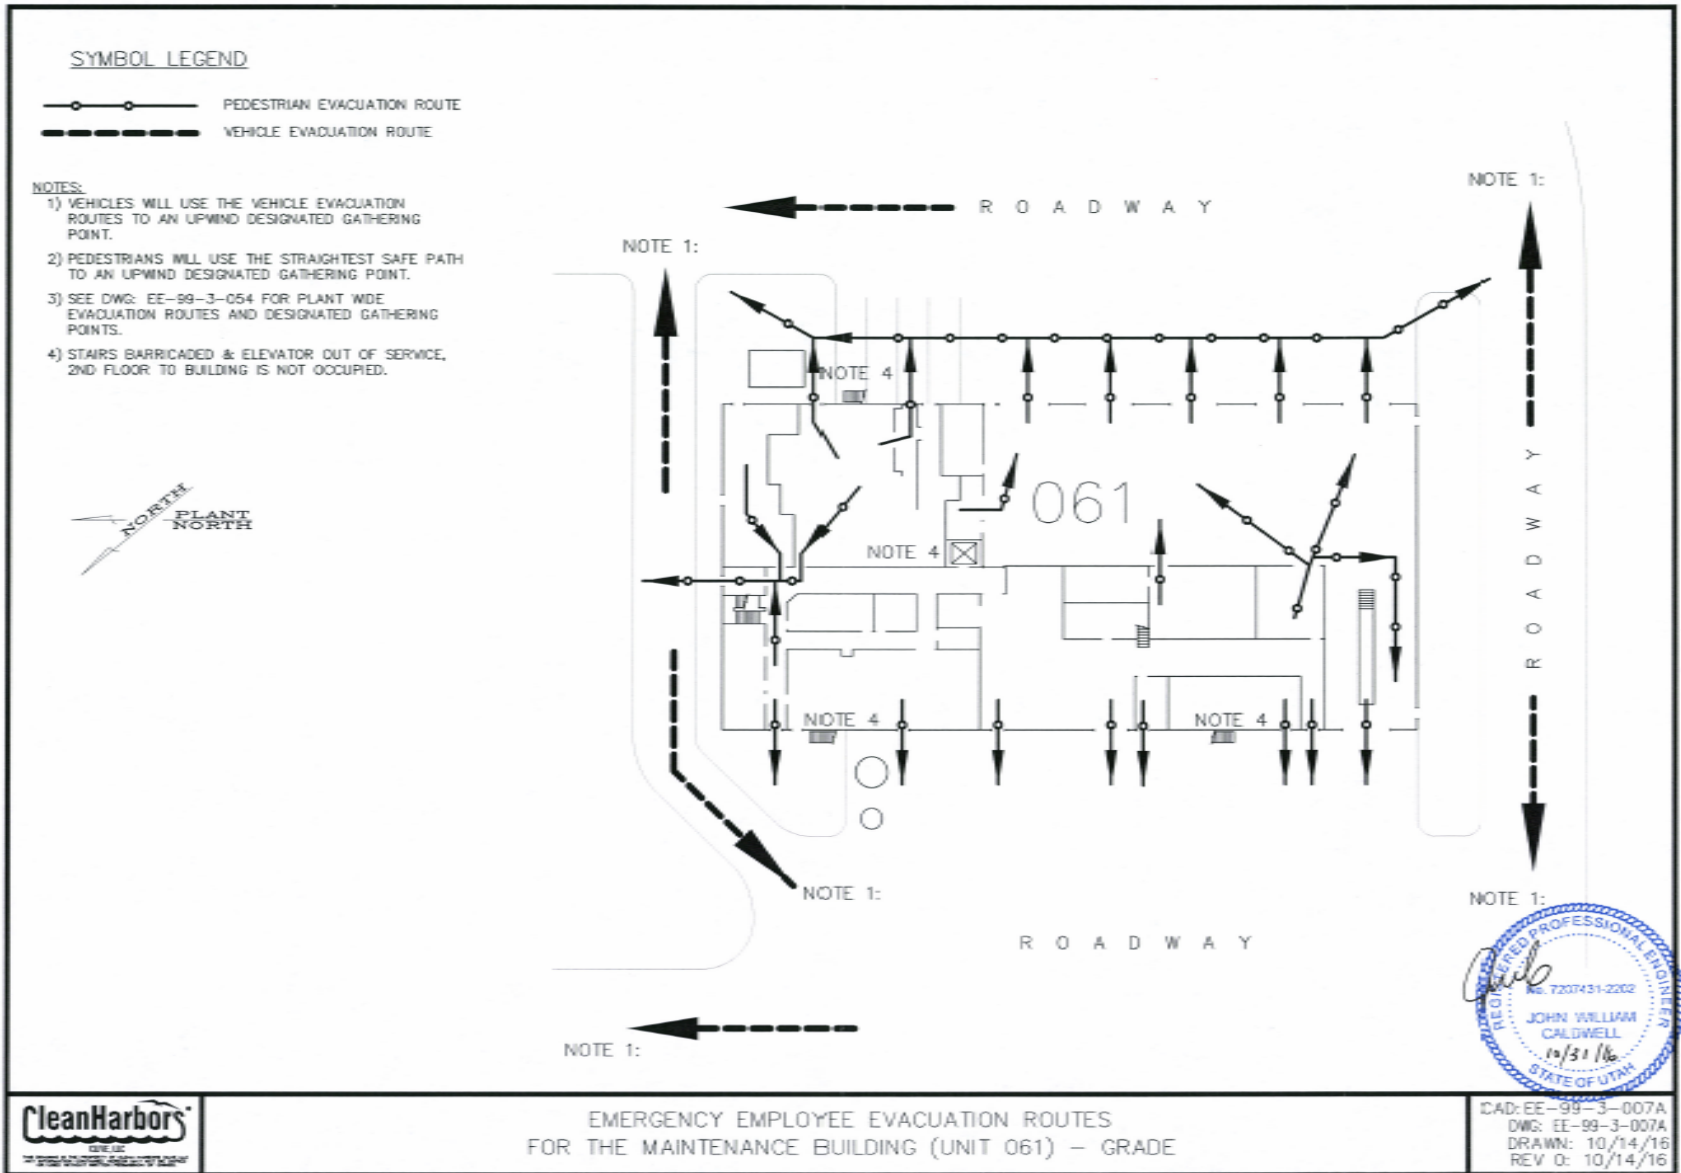 SYMBOL LEGEND
PEDESTRIAN EVACUATION ROUTE
VEHICLE EVACUATION ROUTE
NOTES:
1) VEHICLES WILL USE THE VEHICLE EVACUATION
ROUTES TO AN UPWIND DESIGNATED GATHERING
POINT.
2) PEDESTRIANS WILL USE THE STRAIGHTEST SAFE PATH
TO AN UPWIND DESIGNATED GATHERING POINT.
3) SEE DWG: EE-99-3-054 FOR PLANT WIDE
EVACUATION ROUTES AND DESIGNATED GATHERING
POINTS.
4) STAIRS BARRICADED & ELEVATOR OUT OF SERVICE,
2ND FLOOR TO BUILDING IS NOT OCCUPIED.
NORTH
PLANT
NORTH
ROADWAY
NOTE 1:
NOTE 1:
NOTE 4
061
NOTE 4
ROADWAY
NOTE 4
NOTE 4
NOTE 1:
NOTE 1:
ROADWAY
NOTE 1:
REGISTERED PROFESSIONAL ENGINEER
No. 7207431-2202
JOHN WILLIAM
CALDWELL
10/31/16
STATE OF UTAH
CleanHarbors
EMERGENCY EMPLOYEE EVACUATION ROUTES
FOR THE MAINTENANCE BUILDING (UNIT 061) - GRADE
CAD: EE-99-3-007A
DWG: EE-99-3-007A
DRAWN: 10/14/16
REV 0: 10/14/16